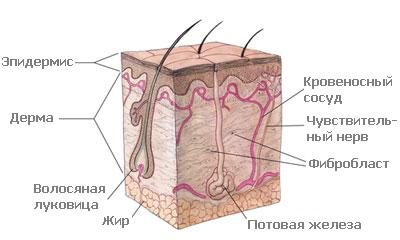 Эпидермис
Дерма
Волосяная
луковица
Жир
Кровеносный
сосуд
Чувствитель-
ный нерв
Фибробласт
Потовая железа